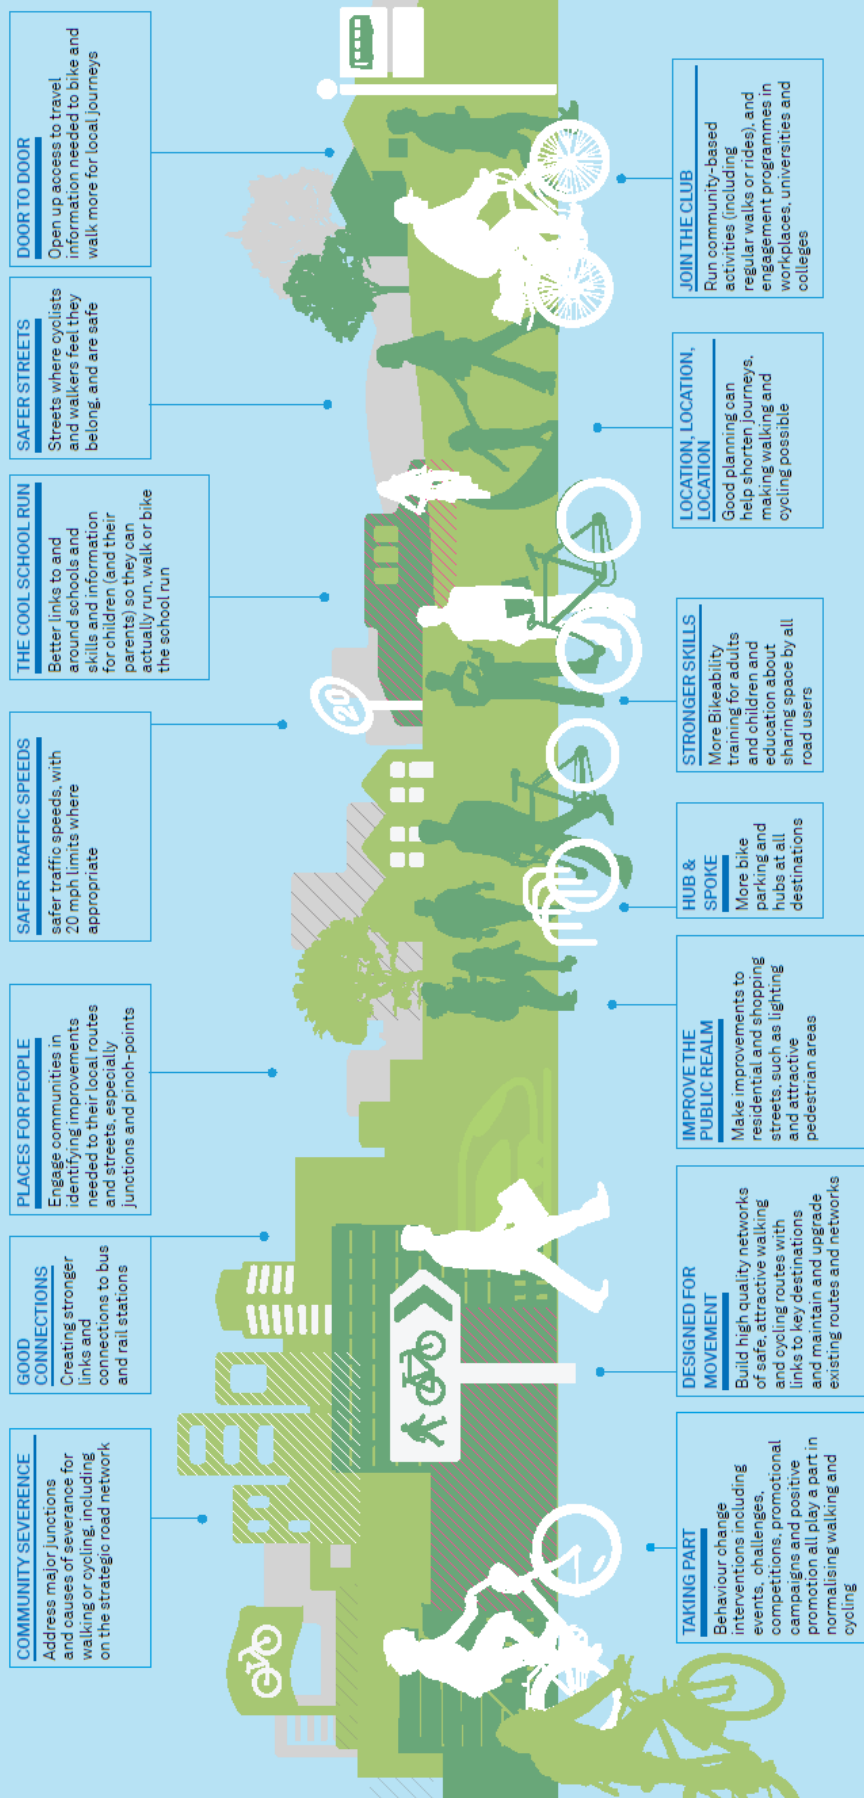 COMMUNITY SEVERENCE
Address major junctions
and causes of severance for
walking or cycling, including
on the strategic road network
GOOD
CONNECTIONS
Creating stronger
links and
connections to bus
and rail stations
PLACES FOR PEOPLE
Engage communities in
identifying improvements
needed to their local routes
and streets, especially
junctions and pinch-points
SAFER TRAFFIC SPEEDS
safer traffic speeds, with
20 mph limits where
appropriate
THE COOL SCHOOL RUN
Better links to and
around schools and
skills and information
for children (and their
parents) so they can
actually run, walk or bike
the school run
SAFER STREETS
Streets where cyclists
and walkers feel they
belong, and are safe
DOOR TO DOOR
Open up access to travel
information needed to bike and
walk more for local journeys
20
TAKING PART
Behaviour change
interventions including
events, challenges,
competitions, promotional
campaigns and positive
promotion all play a part in
normalising walking and
cycling
DESIGNED FOR
MOVEMENT
Build high quality networks
of safe, attractive walking
and cycling routes with
links to key destinations
and maintain and upgrade
existing routes and networks
IMPROVE THE
PUBLIC REALM
Make improvements to
residential and shopping
streets, such as lighting
and attractive
pedestrian areas
HUB &
SPOKE
More bike
parking and
hubs at all
destinations
STRONGER SKILLS
More Bikeability
training for adults
and children and
education about
sharing space by all
road users
LOCATION, LOCATION,
LOCATION
Good planning can
help shorten journeys,
making walking and
cycling possible
JOIN THE CLUB
Run community-based
activities (including
regular walks or rides), and
engagement programmes in
workplaces, universities and
colleges